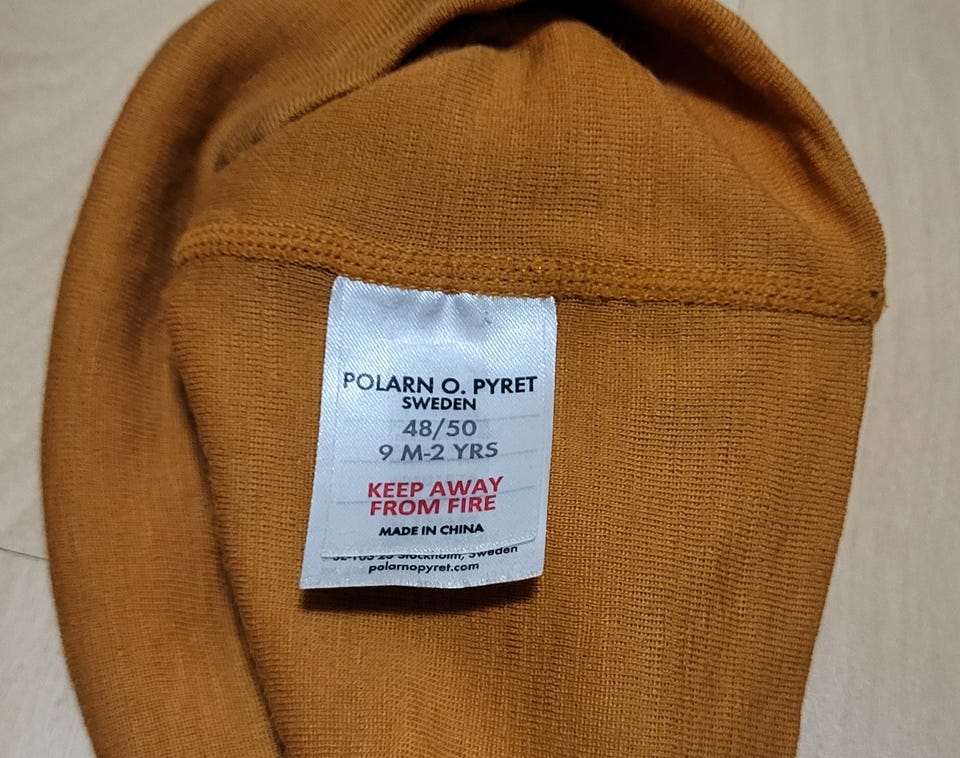 POLARN O. PYRET
SWEDEN
48/50
9 M-2 YRS
KEEP AWAY
FROM FIRE
MADE IN CHINA
Stockholm, Sweden
polarnopyret.com